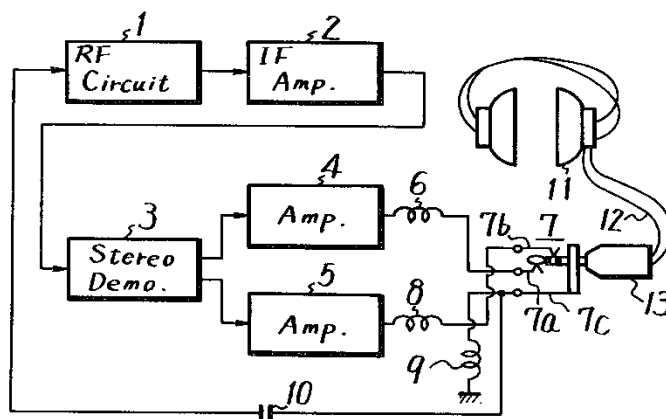 1
RF
Circuit
2
IF
Amp.
3
Stereo
Demo.
4
Amp.
5
Amp.
6
8
9
10
7b
7
7a
7c
11
12
13